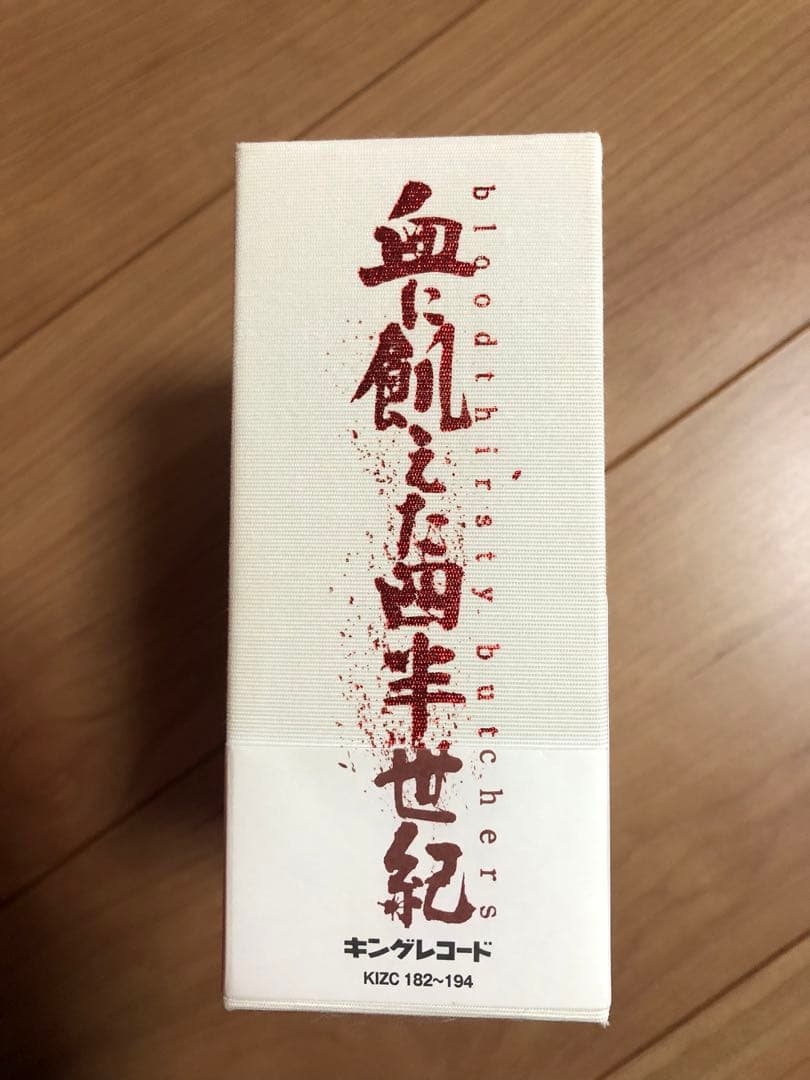 血に飢えた四半世紀
bloodthirsty butchers
キングレコード
KIZC 182~194